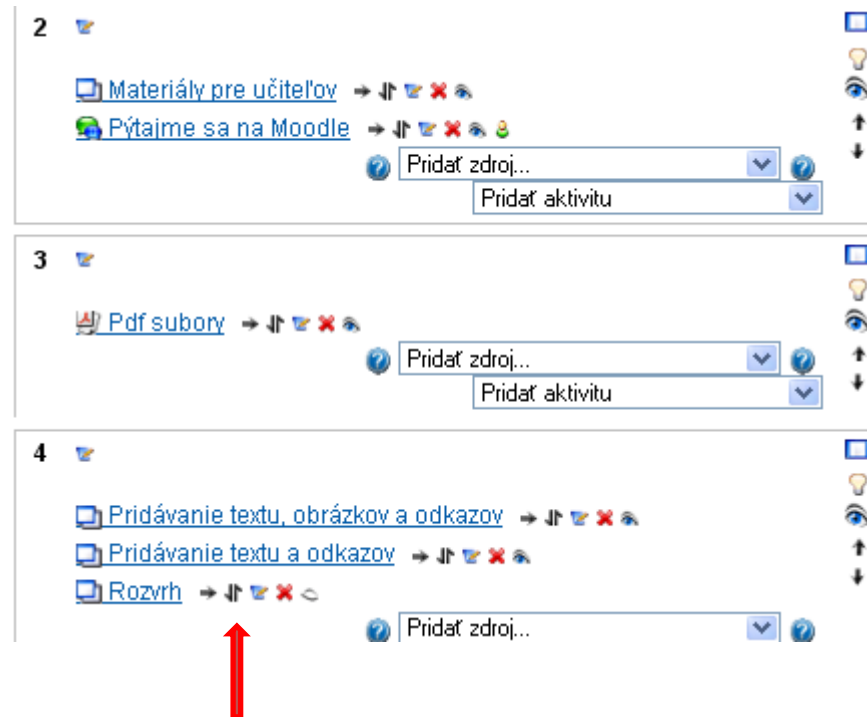 2
Materiály pre učiteľov
Pýtajme sa na Moodle
Pridať zdroj...
Pridať aktivitu
3
Pdf subory
Pridať zdroj...
Pridať aktivitu
4
Pridávanie textu, obrázkov a odkazov
Pridávanie textu a odkazov
Rozvrh
Pridať zdroj...